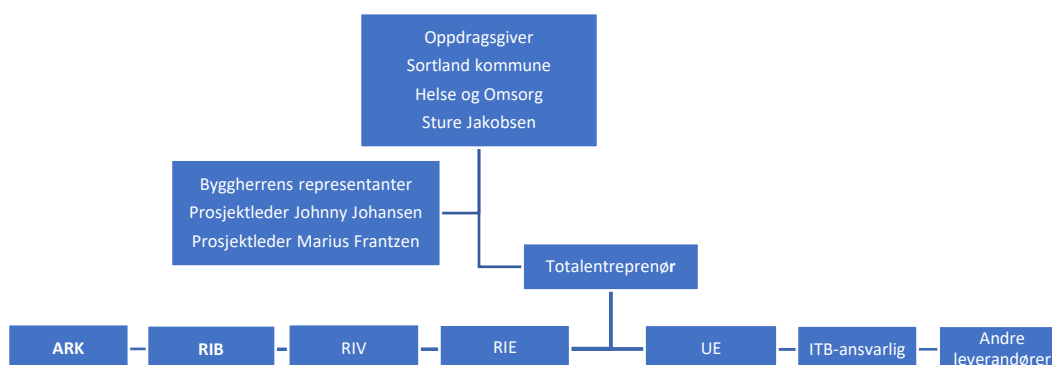 Oppdragsgiver
Sortland kommune
Helse og Omsorg
Sture Jakobsen
Byggherrens representanter
Prosjektleder Johnny Johansen
Prosjektleder Marius Frantzen
Totalentreprenør
ARK
RIB
RIV
RIE
UE
ITB-ansvarlig
Andre
leverandører